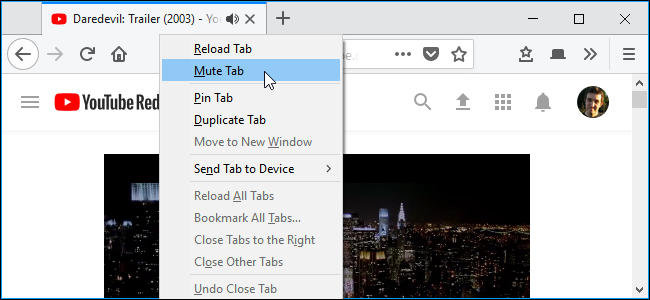 Daredevil: Trailer (2003) - You
Reload Tab
Mute Tab
Pin Tab
Duplicate Tab
Move to New Window
Send Tab to Device
Reload All Tabs
Bookmark All Tabs...
Close Tabs to the Right
Close Other Tabs
Undo Close Tab
YouTube Red